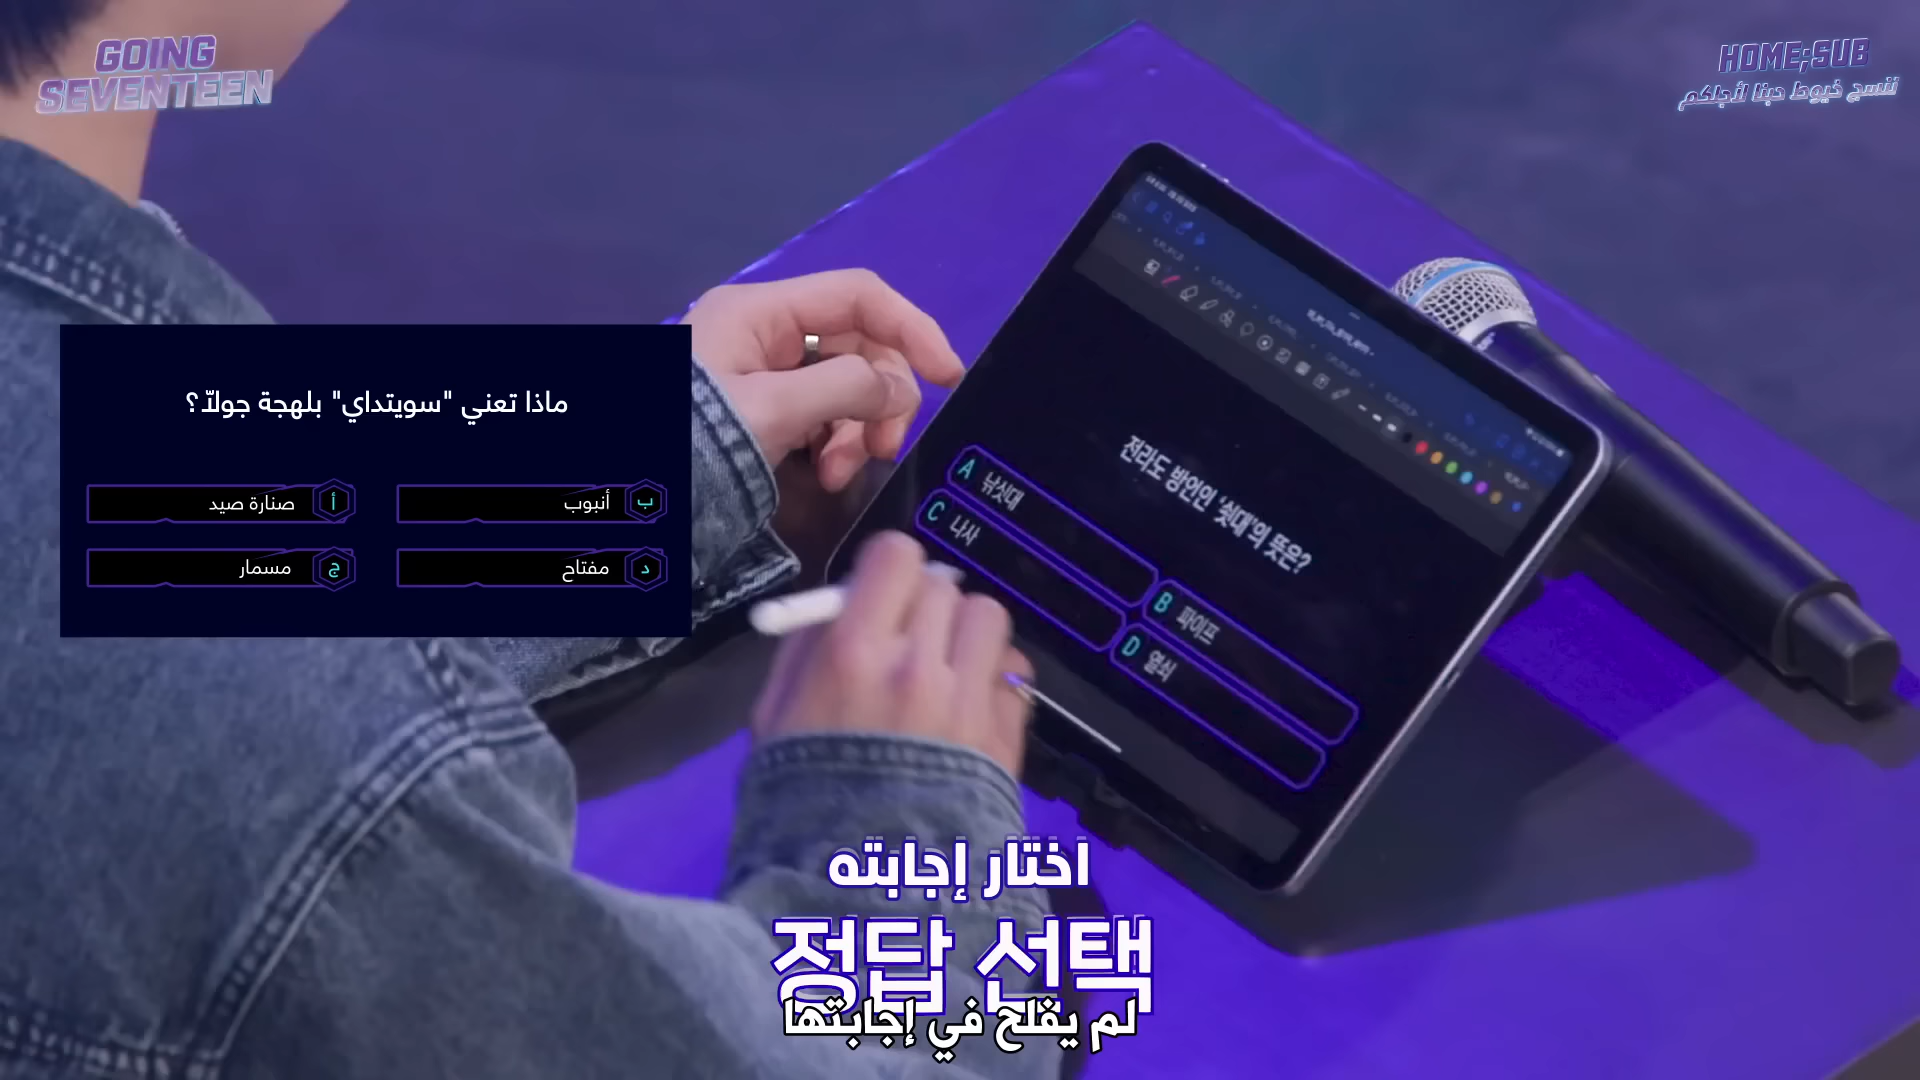 GOING
SEVENTEEN
HOME;SUB
ننسج خيوط حبنا لأجلكم
ماذا تعني "سويتداي" بلهجة جولّا؟
أ صنارة صيد
ب أنبوب
ج مسمار
د مفتاح
전라도 방언인 '쇳대'의 뜻은?
A 낚싯대
B 파이프
C 나사
D 열쇠
اختار إجابته
정답 선택
لم يفلح في إجابتها